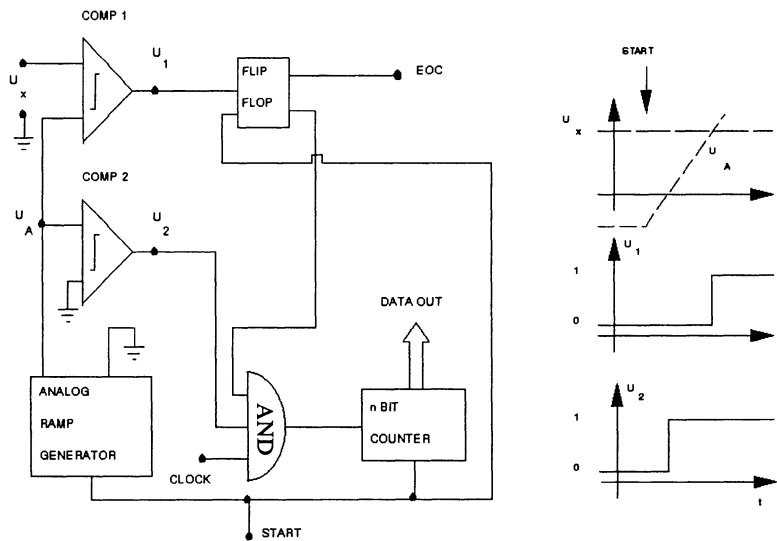 COMP 1
U
1
FLIP
FLOP
EOC
U
x
COMP 2
U
A
U
2
DATA OUT
ANALOG
RAMP
GENERATOR
AND
n BIT
COUNTER
CLOCK
START
START
U
x
U
A
U
1
1
0
U
2
1
0
t